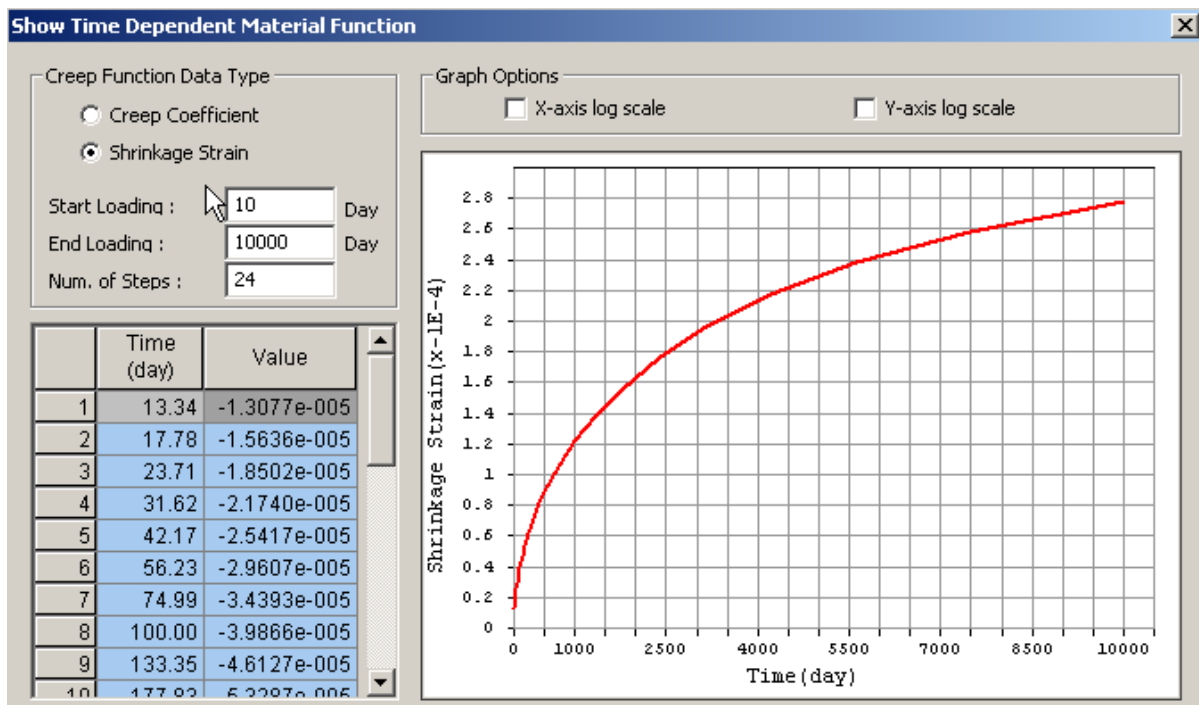 Show Time Dependent Material Function
Creep Function Data Type
Creep Coefficient
Shrinkage Strain
Start Loading : 10 Day
End Loading : 10000 Day
Num. of Steps : 24
Time (day) Value
1 13.34 -1.3077e-005
2 17.78 -1.5636e-005
3 23.71 -1.8502e-005
4 31.62 -2.1740e-005
5 42.17 -2.5417e-005
6 56.23 -2.9607e-005
7 74.99 -3.4393e-005
8 100.00 -3.9866e-005
9 133.35 -4.6127e-005
10
Graph Options
X-axis log scale
Y-axis log scale
Shrinkage Strain(x-1E-4)
2.8
2.6
2.4
2.2
2
1.8
1.6
1.4
1.2
1
0.8
0.6
0.4
0.2
0
0 1000 2500 4000 5500 7000 8500 10000
Time(day)